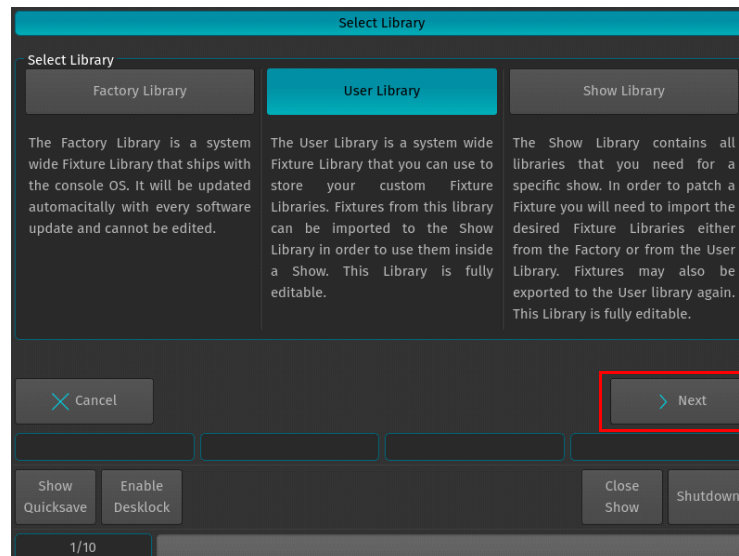 Select Library
Select Library
Factory Library
The Factory Library is a system
wide Fixture Library that ships with
the console OS. It will be updated
automacitally with every software
update and cannot be edited.
User Library
The User Library is a system wide
Fixture Library that you can use to
store your custom Fixture
Libraries. Fixtures from this library
can be imported to the Show
Library in order to use them inside
a Show. This Library is fully
editable.
Show Library
The Show Library contains all
libraries that you need for a
specific show. In order to patch a
Fixture you will need to import the
desired Fixture Libraries either
from the Factory or from the User
Library. Fixtures may also be
exported to the User library again.
This Library is fully editable.
Cancel
Next
Show
Quicksave
Enable
Desklock
Close
Show
Shutdown
1/10